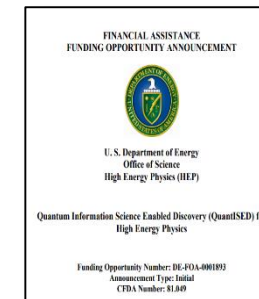 FINANCIAL ASSISTANCE
FUNDING OPPORTUNITY ANNOUNCEMENT
U. S. Department of Energy
Office of Science
High Energy Physics (HEP)
Quantum Information Science Enabled Discovery (QuantISED) f
High Energy Physics
Funding Opportunity Number: DE-FOA-0001893
Announcement Type: Initial
CFDA Number: 81.049